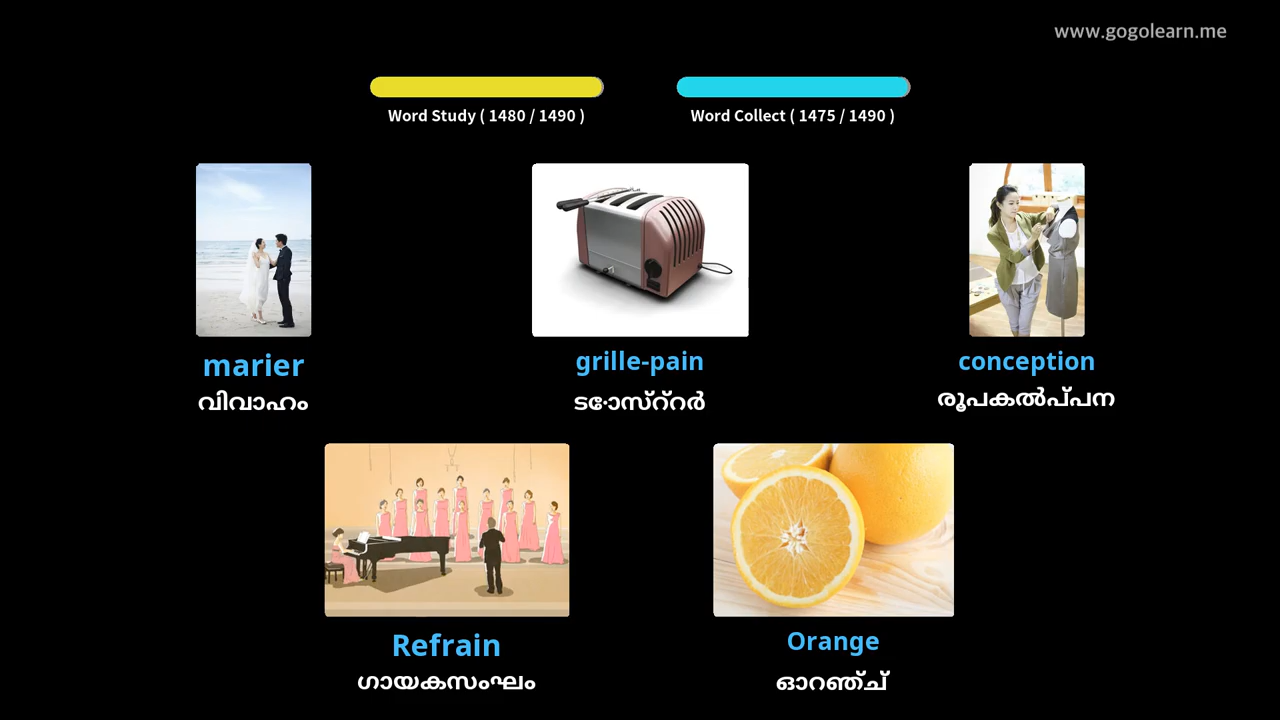 www.gogolearn.me
Word Study ( 1480 / 1490 )
Word Collect ( 1475 / 1490 )
marier
വിവാഹം
grille-pain
ടോസ്റ്റർ
conception
രൂപകൽപ്പന
Refrain
ഗായകസംഘം
Orange
ഓറഞ്ച്